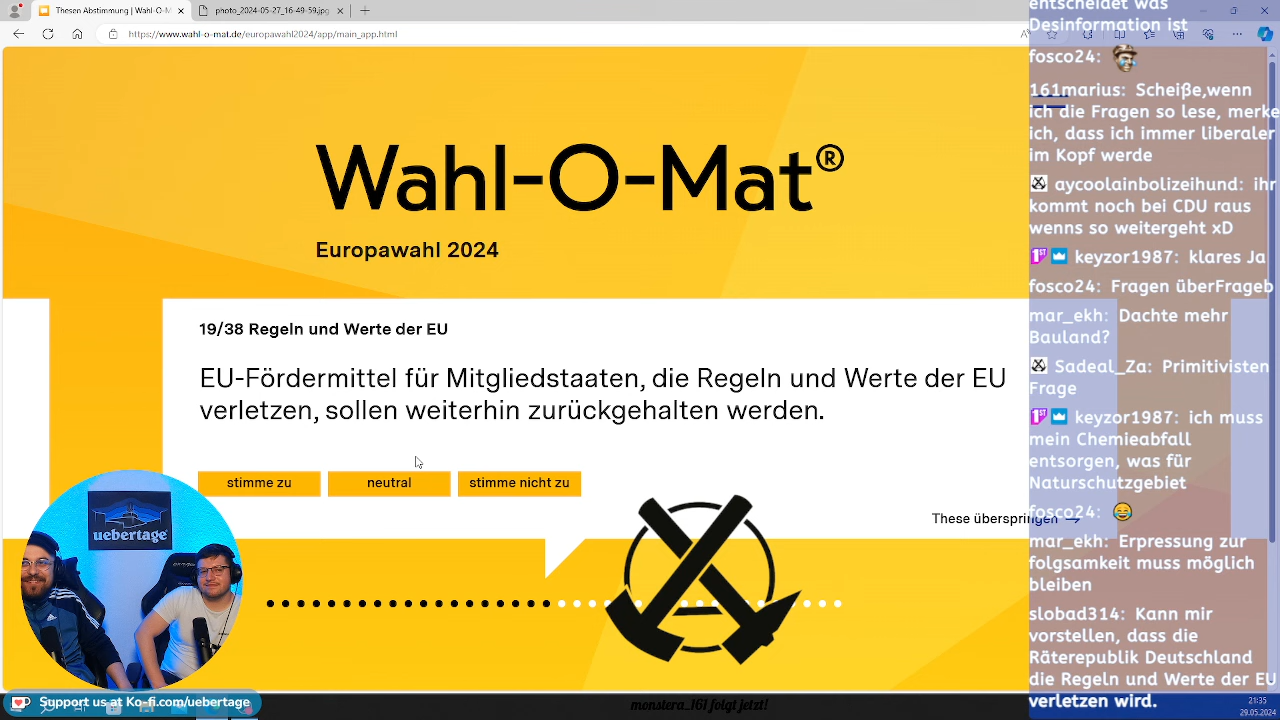 Thesen Abstimmung | Wahl-O-M
photo_2024-05-27_16-49-59.jpg
https://www.wahl-o-mat.de/europawahl2024/app/main_app.html
Wahl-O-Mat®
Europawahl 2024
19/38 Regeln und Werte der EU
EU-Fördermittel für Mitgliedstaaten, die Regeln und Werte der EU
verletzen, sollen weiterhin zurückgehalten werden.
stimme zu
neutral
stimme nicht zu
These überspringen →
uebertage_
Support us at Ko-fi.com/uebertage
monstera_161 folgt jetzt!
entscheidet was
Desinformation ist
fosco24:
161marius: Scheiße,wenn
ich die Fragen so lese, merke
ich, dass ich immer liberaler
im Kopf werde
aycoolainbolizeihund: ihr
kommt noch bei CDU raus
wenns so weitergeht xD
keyzor1987: klares Ja
fosco24: Fragen überFrageb
mar_ekh: Dachte mehr
Bauland?
Sadeal_Za: Primitivisten
Frage
keyzor1987: ich muss
mein Chemieabfall
entsorgen, was für
Naturschutzgebiet
fosco24: 😂
mar_ekh: Erpressung zur
folgsamkeit muss möglich
bleiben
slobad314: Kann mir
vorstellen, dass die
Räterepublik Deutschland
die Regeln und Werte der EU
verletzen wird.
21:35
29.05.2024